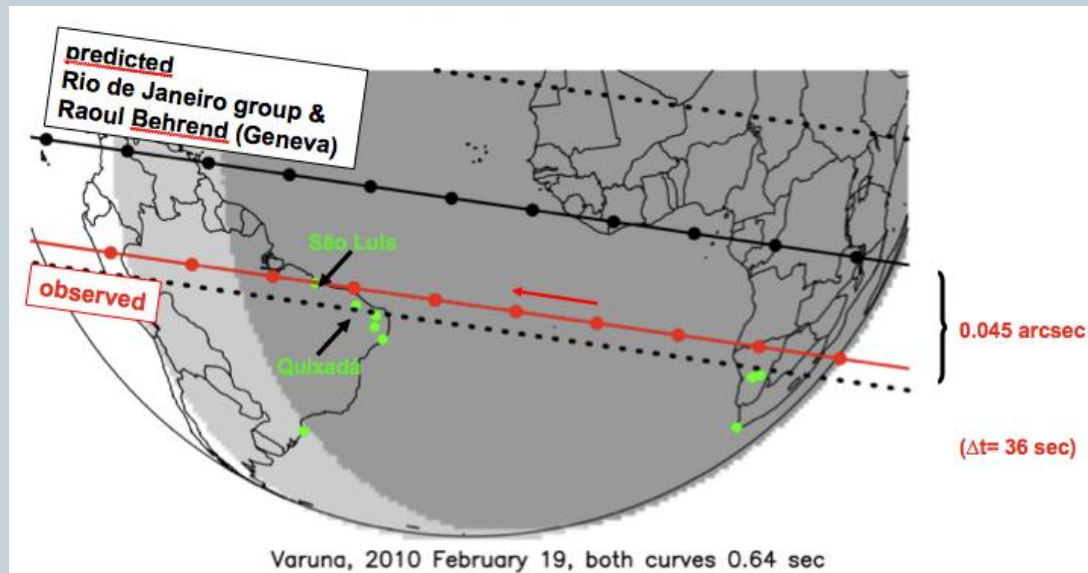 predicted
Rio de Janeiro group &
Raoul Behrend (Geneva)
São Luis
observed
Quixadá
0.045 arcsec
(Δt= 36 sec)
Varuna, 2010 February 19, both curves 0.64 sec